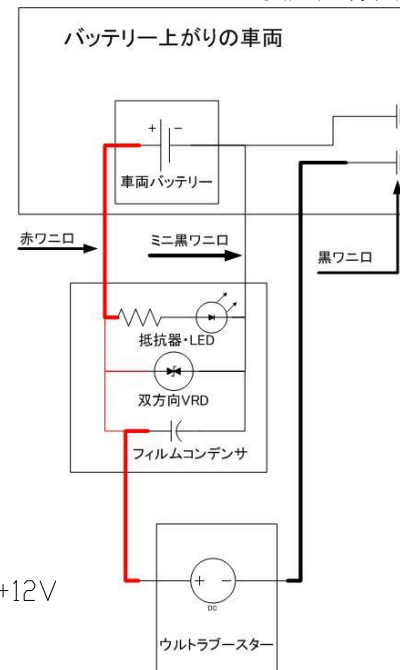 バッテリー上がりの車両
+ -
車両バッテリー
赤ワニ口
ミニ黒ワニ口
黒ワニ口
抵抗器・LED
双方向VRD
フィルムコンデンサ
+12V
+ -
DC
ウルトラブースター